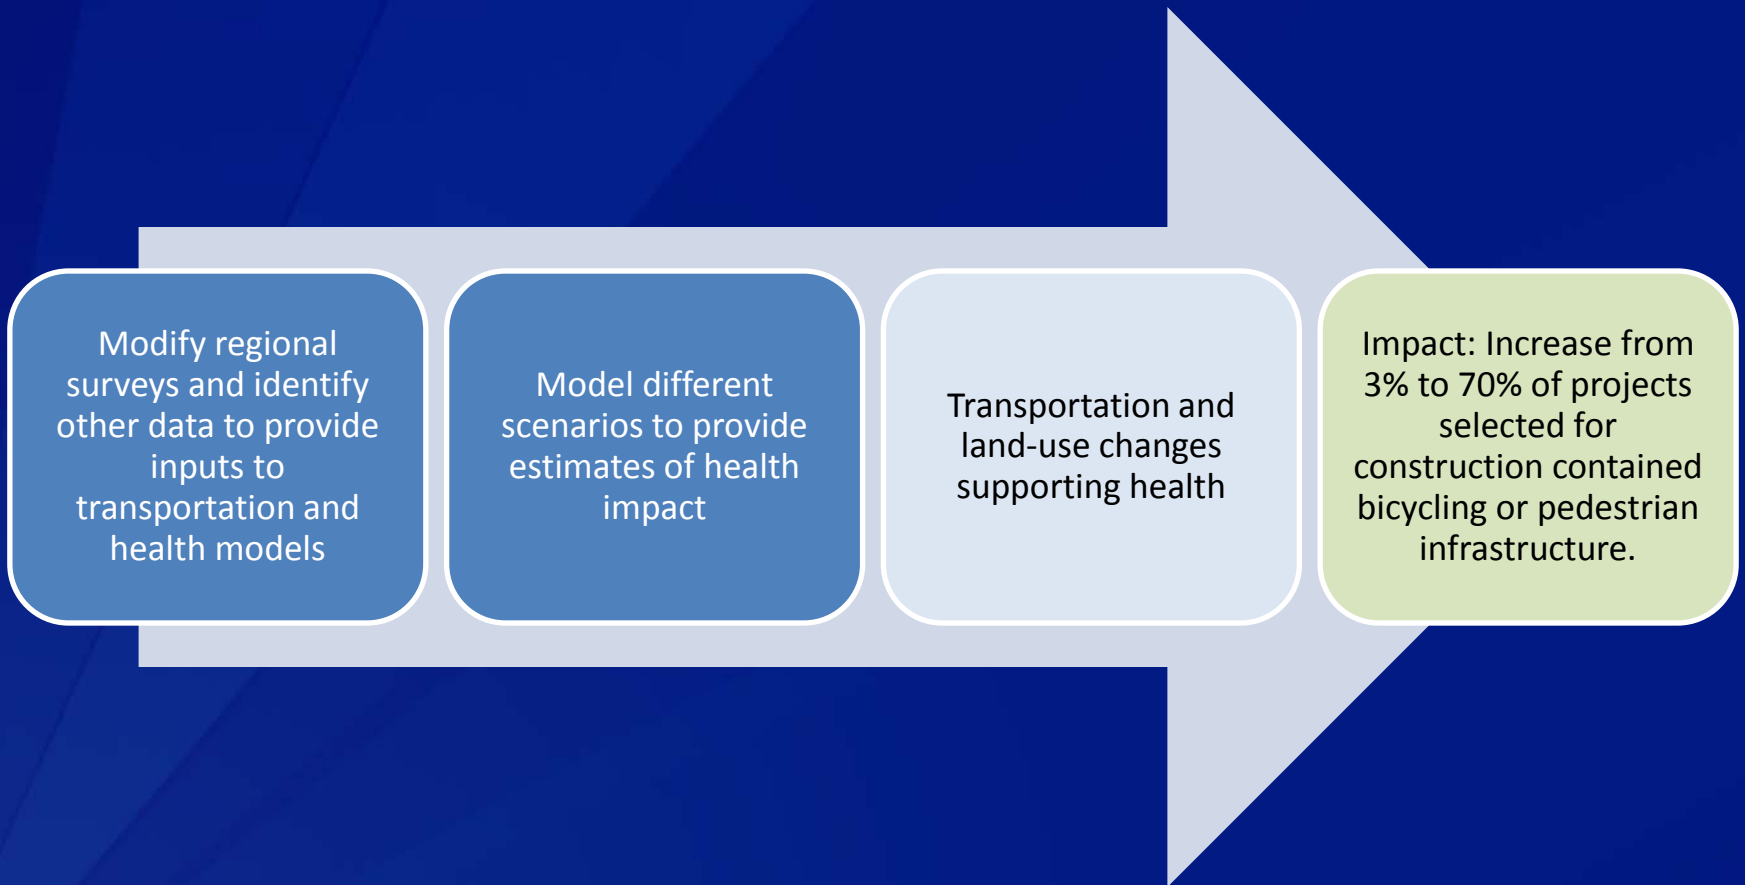 Modify regional
surveys and identify
other data to provide
inputs to
transportation and
health models
Model different
scenarios to provide
estimates of health
impact
Transportation and
land-use changes
supporting health
Impact: Increase from
3% to 70% of projects
selected for
construction contained
bicycling or pedestrian
infrastructure.